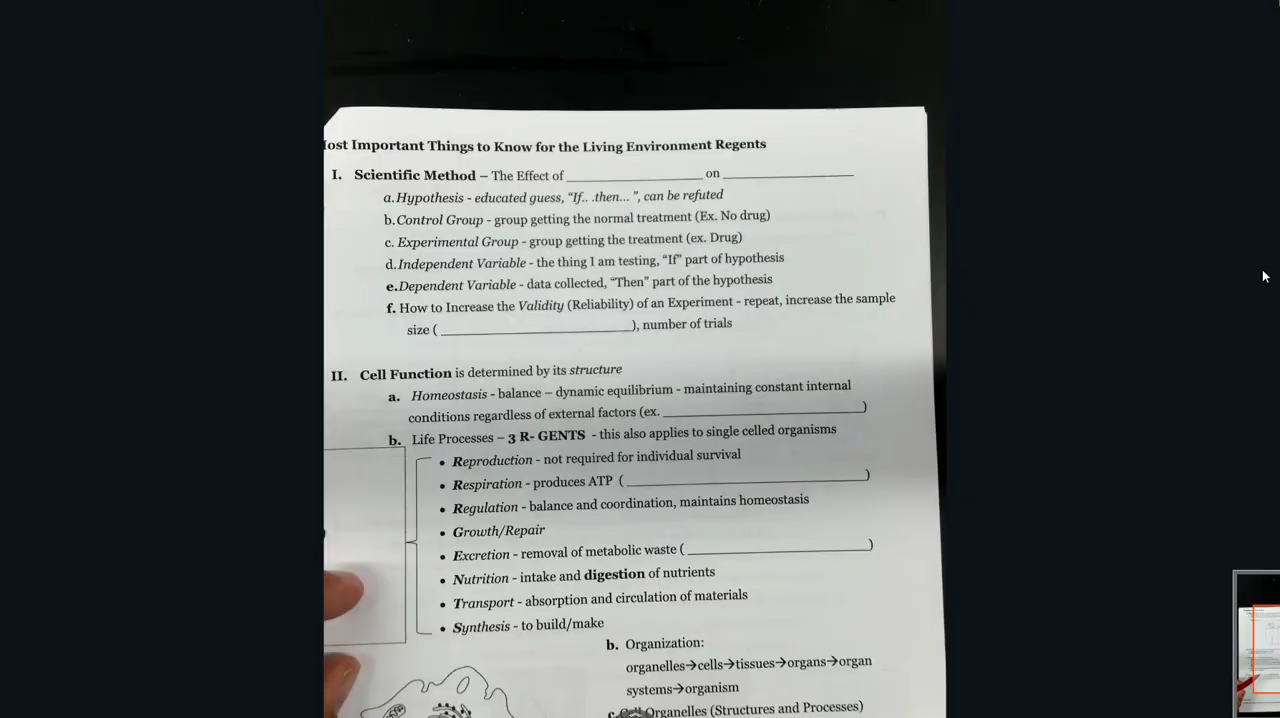 ost Important Things to Know for the Living Environment Regents
I. Scientific Method – The Effect of ____________________ on ____________________
a. Hypothesis - educated guess, “If.. .then... ”, can be refuted
b. Control Group - group getting the normal treatment (Ex. No drug)
c. Experimental Group - group getting the treatment (ex. Drug)
d. Independent Variable - the thing I am testing, “If” part of hypothesis
e. Dependent Variable - data collected, “Then” part of the hypothesis
f. How to Increase the Validity (Reliability) of an Experiment - repeat, increase the sample
size ( ____________________ ), number of trials
II. Cell Function is determined by its structure
a. Homeostasis - balance – dynamic equilibrium - maintaining constant internal
conditions regardless of external factors (ex. ____________________ )
b. Life Processes – 3 R- GENTS - this also applies to single celled organisms
• Reproduction - not required for individual survival
• Respiration - produces ATP ( ____________________ )
• Regulation - balance and coordination, maintains homeostasis
• Growth/Repair
• Excretion - removal of metabolic waste ( ____________________ )
• Nutrition - intake and digestion of nutrients
• Transport - absorption and circulation of materials
• Synthesis - to build/make
b. Organization:
organelles→cells→tissues→organs→organ
systems→organism
c. Cell Organelles (Structures and Processes)